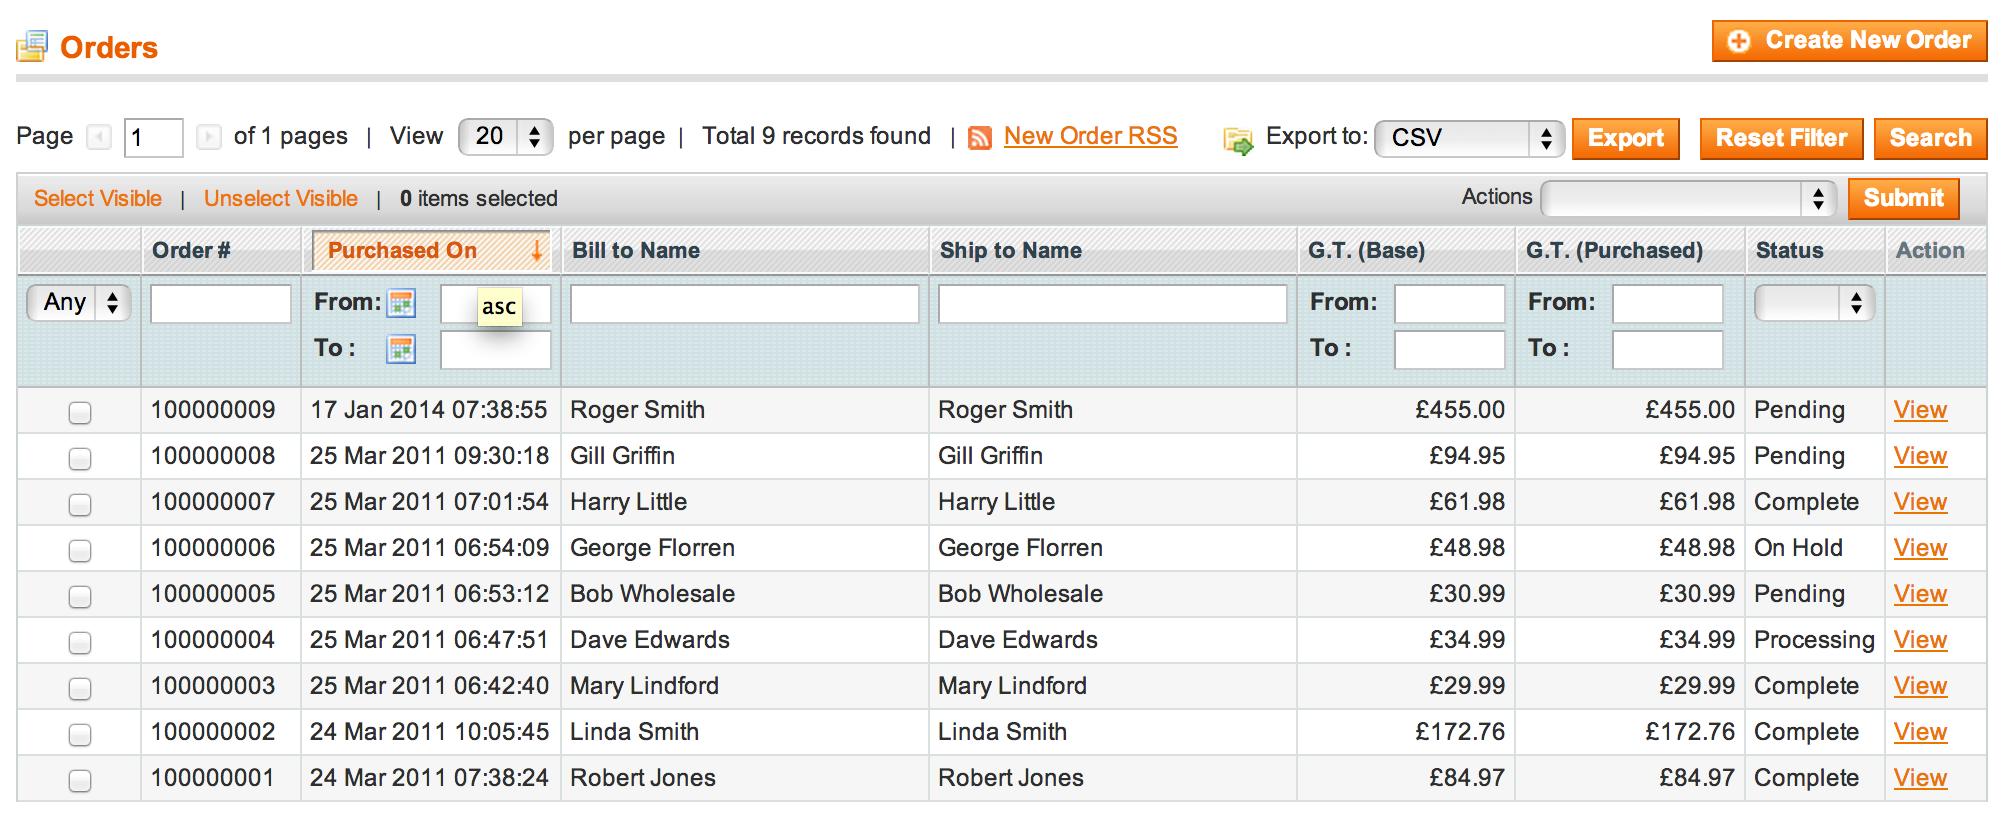 Orders
Create New Order
Page 1 of 1 pages | View 20 per page | Total 9 records found | New Order RSS Export to: CSV Export Reset Filter Search
Select Visible | Unselect Visible | 0 items selected Actions Submit
Order # Purchased On Bill to Name Ship to Name G.T. (Base) G.T. (Purchased) Status Action
Any From: asc From: From:
To : To : To :
100000009 17 Jan 2014 07:38:55 Roger Smith Roger Smith £455.00 £455.00 Pending View
100000008 25 Mar 2011 09:30:18 Gill Griffin Gill Griffin £94.95 £94.95 Pending View
100000007 25 Mar 2011 07:01:54 Harry Little Harry Little £61.98 £61.98 Complete View
100000006 25 Mar 2011 06:54:09 George Florren George Florren £48.98 £48.98 On Hold View
100000005 25 Mar 2011 06:53:12 Bob Wholesale Bob Wholesale £30.99 £30.99 Pending View
100000004 25 Mar 2011 06:47:51 Dave Edwards Dave Edwards £34.99 £34.99 Processing View
100000003 25 Mar 2011 06:42:40 Mary Lindford Mary Lindford £29.99 £29.99 Complete View
100000002 24 Mar 2011 10:05:45 Linda Smith Linda Smith £172.76 £172.76 Complete View
100000001 24 Mar 2011 07:38:24 Robert Jones Robert Jones £84.97 £84.97 Complete View